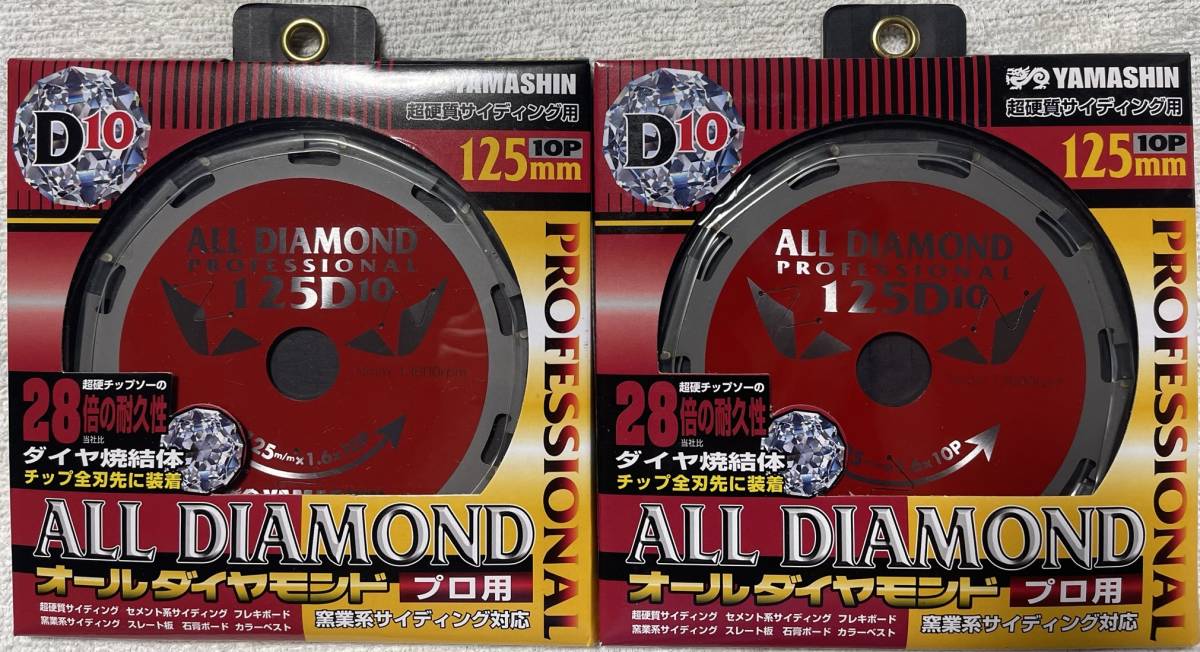 D10
YAMASHIN
超硬質サイディング用
125mm
10P
ALL DIAMOND
PROFESSIONAL
125D10
PROFESSIONAL
超硬チップソーの
28倍の耐久性
当社比
ダイヤ焼結体
チップ全刃先に装着
25m/m×1.6×10P
ALL DIAMOND
オールダイヤモンド
プロ用
超硬質サイディング セメント系サイディング フレキボード
窯業系サイディング スレート板 石膏ボード カラーベスト
窯業系サイディング対応
D10
YAMASHIN
超硬質サイディング用
125mm
10P
ALL DIAMOND
PROFESSIONAL
125D10
PROFESSIONAL
超硬チップソーの
28倍の耐久性
当社比
ダイヤ焼結体
チップ全刃先に装着
10P
ALL DIAMOND
オールダイヤモンド
プロ用
超硬質サイディング セメント系サイディング フレキボード
窯業系サイディング スレート板 石膏ボード カラーベスト
窯業系サイディング対応